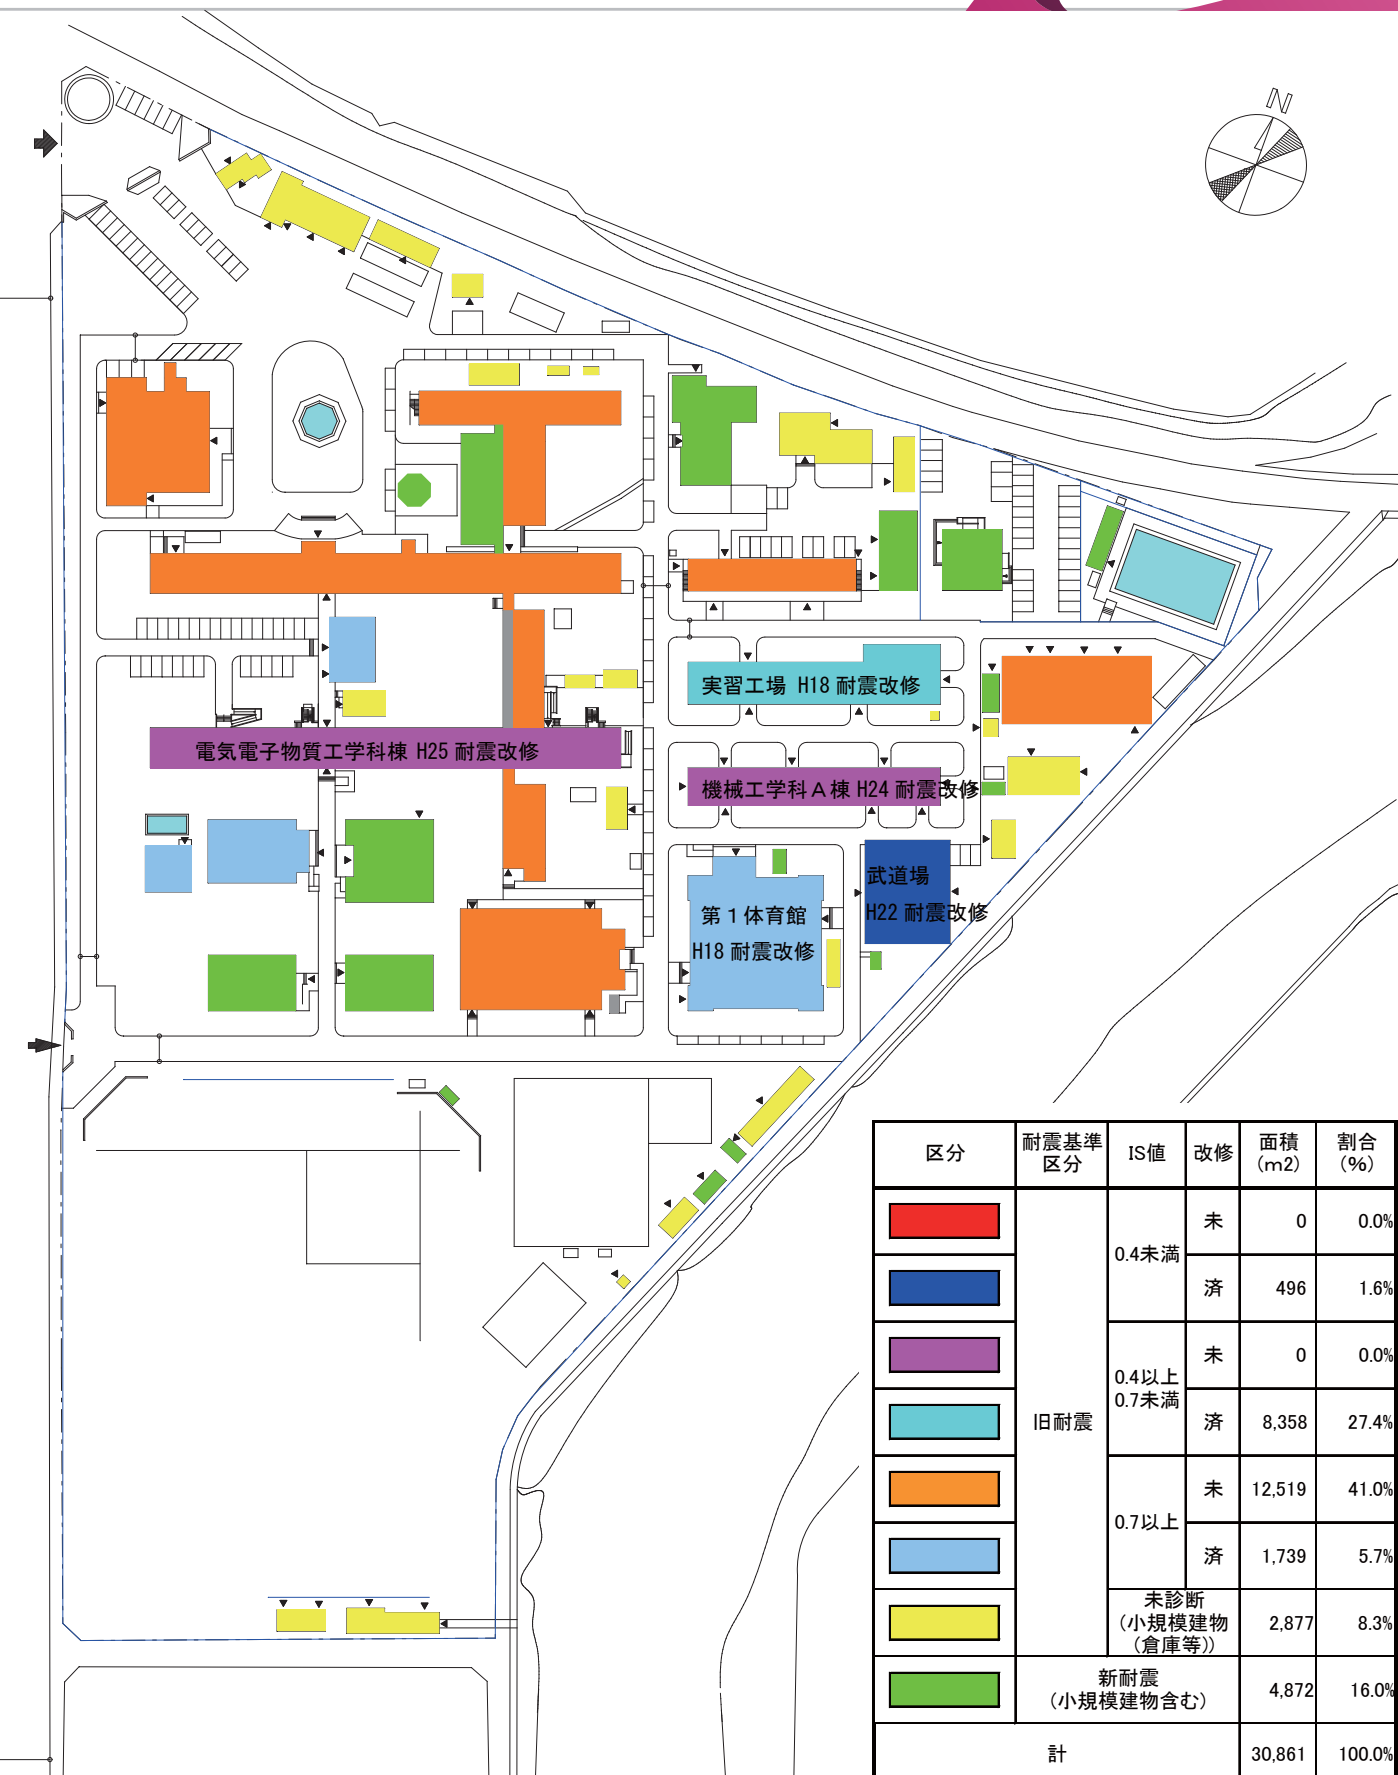 N
実習工場 H18 耐震改修
電気電子物質工学科棟 H25 耐震改修
機械工学科A棟 H24 耐震改修
武道場
H22 耐震改修
第1体育館
H18 耐震改修
区分 耐震基準区分 IS値 改修 面積(m2) 割合(%)
旧耐震
0.4未満 未 0 0.0%
済 496 1.6%
0.4以上0.7未満 未 0 0.0%
済 8,358 27.4%
0.7以上 未 12,519 41.0%
済 1,739 5.7%
未診断
(小規模建物
(倉庫等)) 2,877 8.3%
新耐震
(小規模建物含む) 4,872 16.0%
計 30,861 100.0%